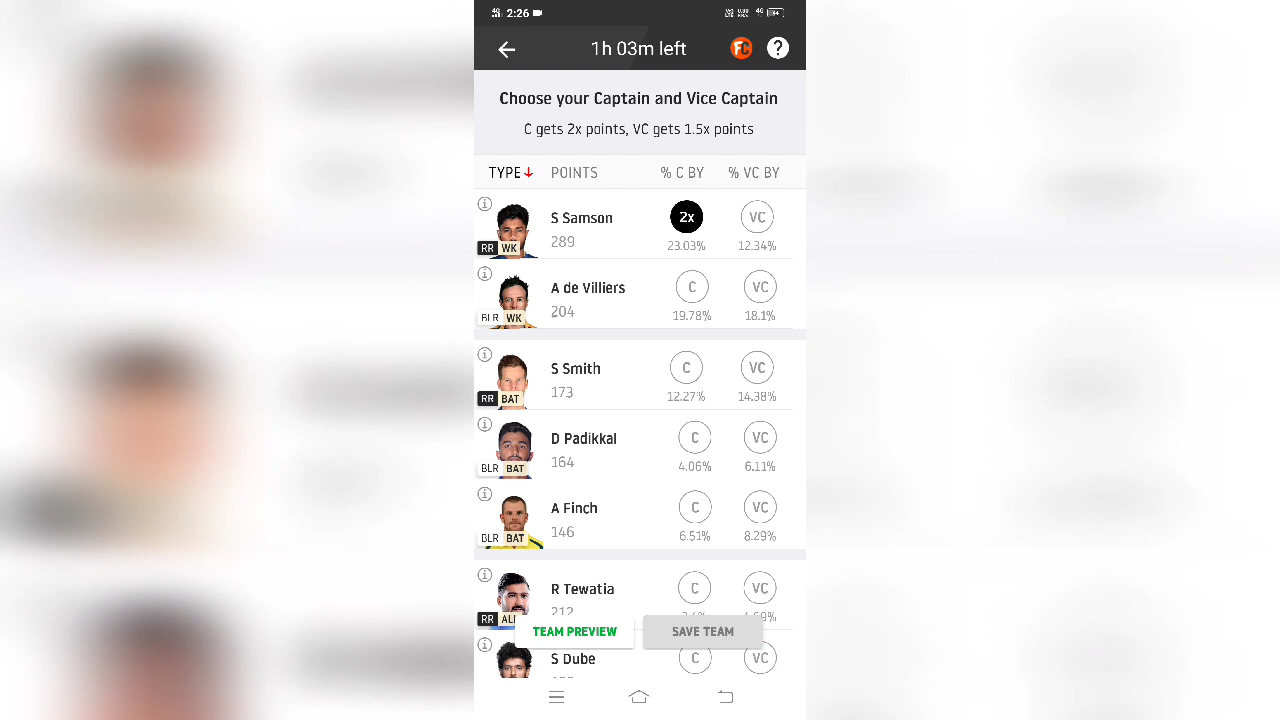 4G 2:26 4G
1h 03m left FC ?
Choose your Captain and Vice Captain
C gets 2x points, VC gets 1.5x points
TYPE POINTS % C BY % VC BY
S Samson 2x VC
289 23.03% 12.34%
RR WK
A de Villiers C VC
204 19.78% 18.1%
BLR WK
S Smith C VC
173 12.27% 14.38%
RR BAT
D Padikkal C VC
164 4.06% 6.11%
BLR BAT
A Finch C VC
146 6.51% 8.29%
BLR BAT
R Tewatia C VC
212
RR
TEAM PREVIEW SAVE TEAM
S Dube C VC